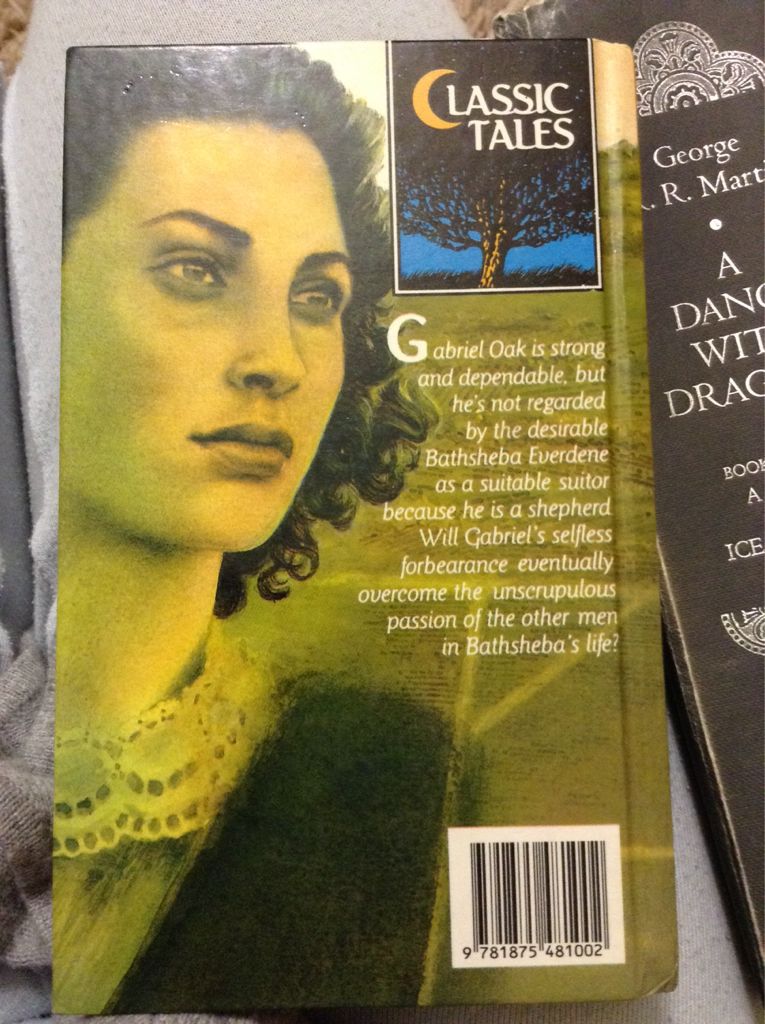 CLASSIC
TALES
Gabriel Oak is strong
and dependable, but
he's not regarded
by the desirable
Bathsheba Everdene
as a suitable suitor
because he is a shepherd
Will Gabriel's selfless
forbearance eventually
overcome the unscrupulous
passion of the other men
in Bathsheba's life?
9 781875 481002
George
R. R. Marti
A
DANC
WIT
DRAG
BOOK
A
ICE